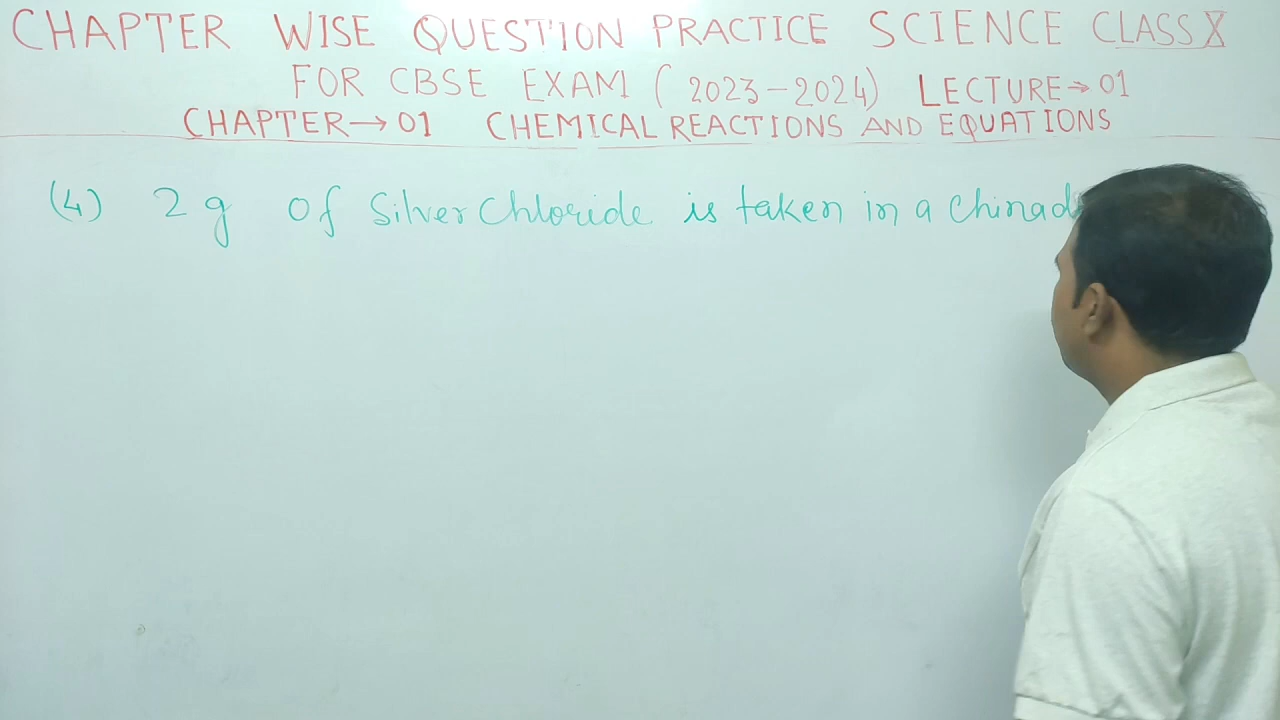 CHAPTER WISE QUESTION PRACTICE SCIENCE CLASS X
FOR CBSE EXAM (2023-2024) LECTURE→01
CHAPTER→01 CHEMICAL REACTIONS AND EQUATIONS
(4) 2 g of Silver Chloride is taken in a